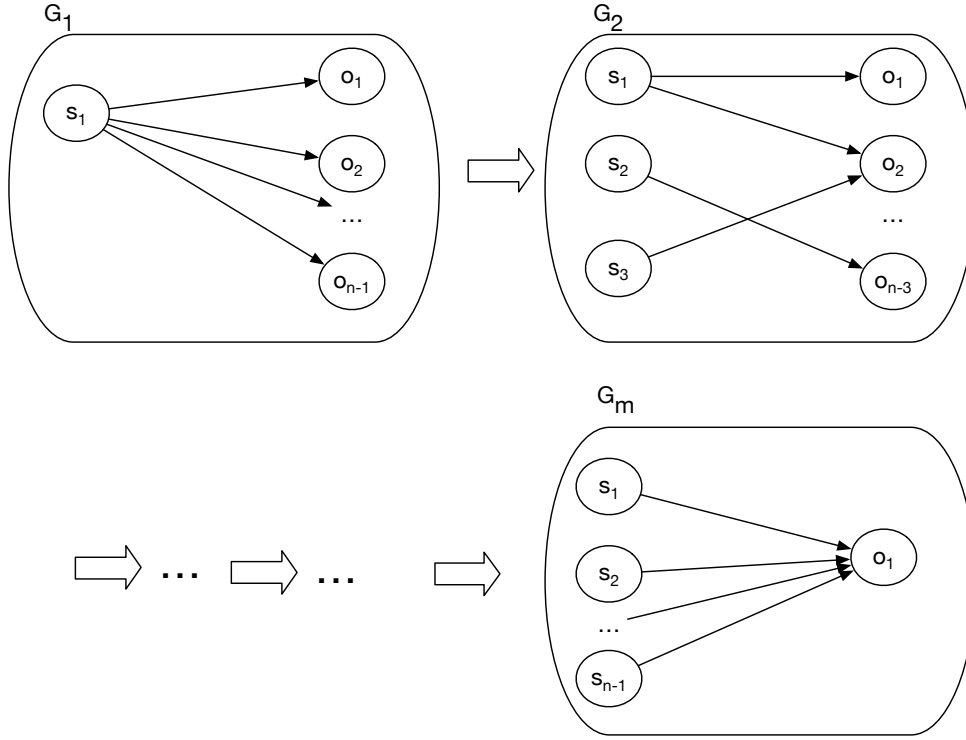 G1
s1
o1
o2
...
on-1
G2
s1
s2
s3
o1
o2
...
on-3
... ...
Gm
s1
s2
...
sn-1
o1